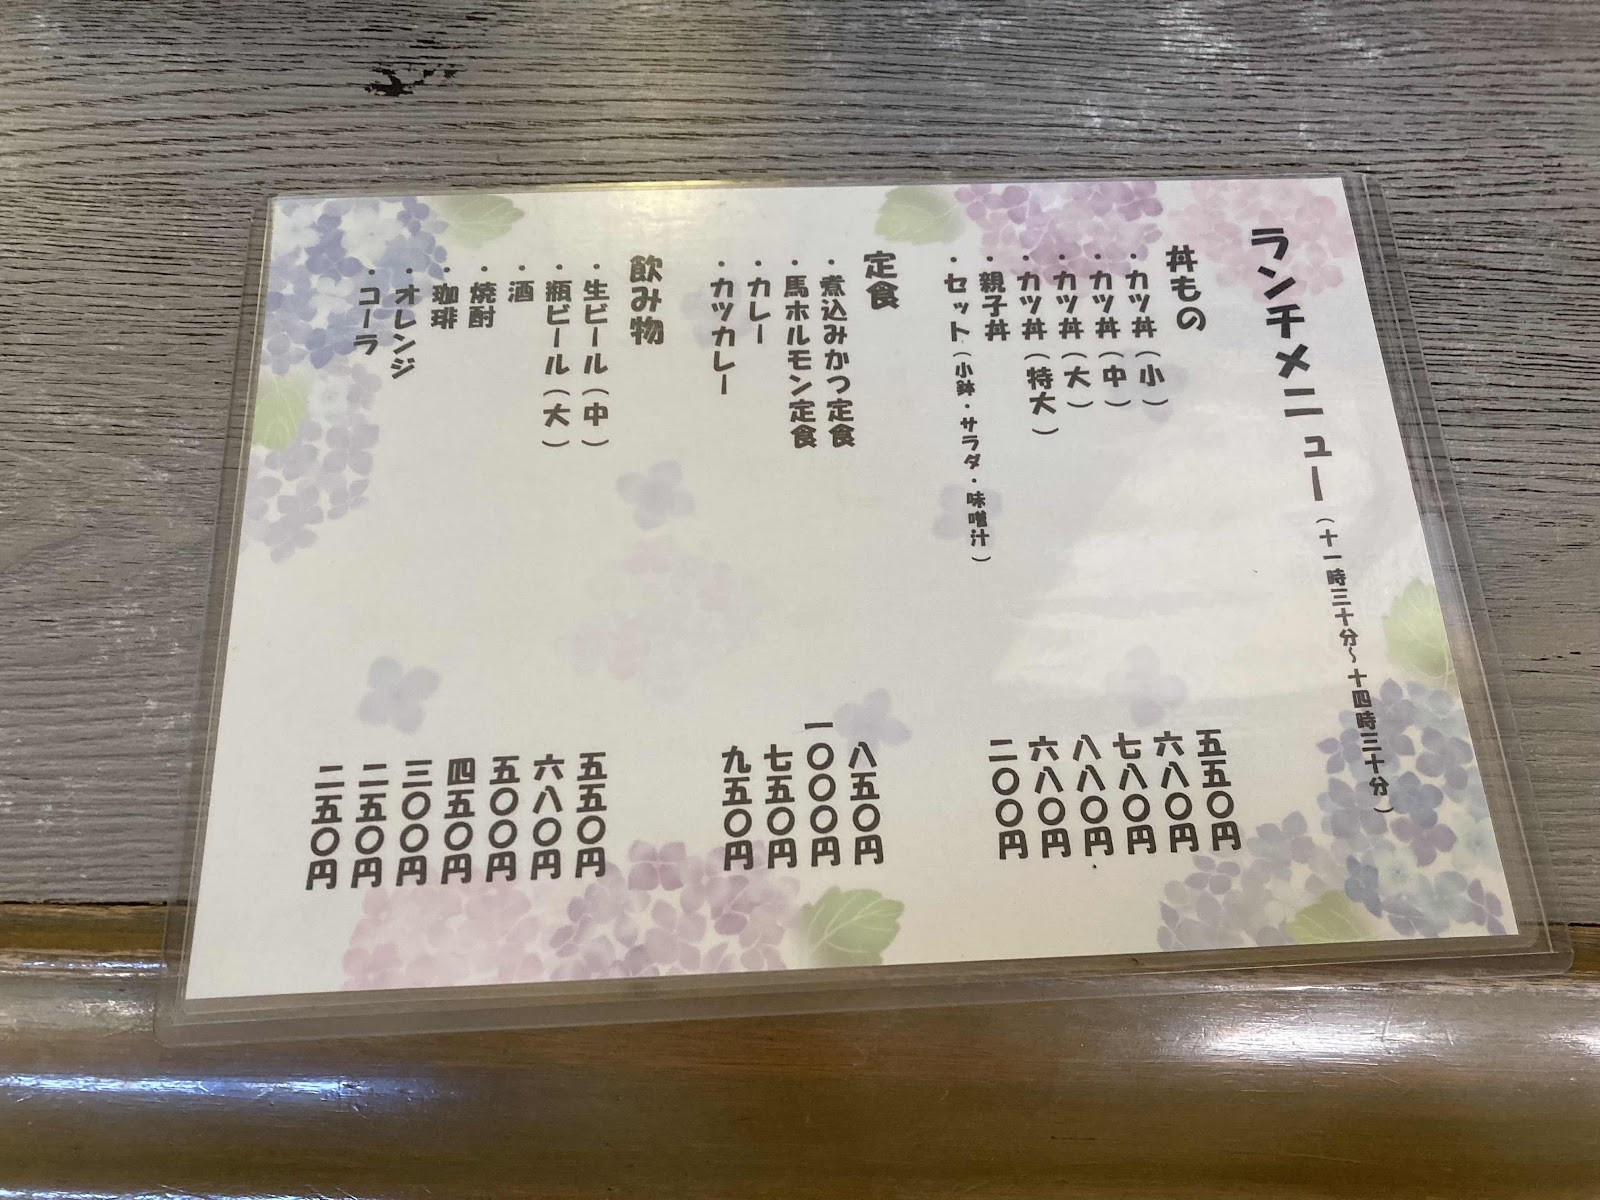 ランチメニュー(十一時三十分～十四時三十分)
丼もの
・カツ丼(小) 五五〇円
・カツ丼(中) 六八〇円
・カツ丼(大) 七八〇円
・カツ丼(特大) 八八〇円
・親子丼 六八〇円
・セット(小鉢・サラダ・味噌汁) 二〇〇円
定食
・煮込みかつ定食 八五〇円
・馬ホルモン定食 一〇〇〇円
・カレー 七五〇円
・カツカレー 九五〇円
飲み物
・生ビール(中) 五五〇円
・瓶ビール(大) 六八〇円
・酒 五〇〇円
・焼酎 四五〇円
・珈琲 三〇〇円
・オレンジ 二五〇円
・コーラ 二五〇円